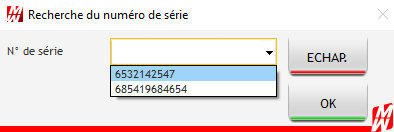 Recherche du numéro de série
N° de série
6532142547
685419684654
ECHAP.
OK